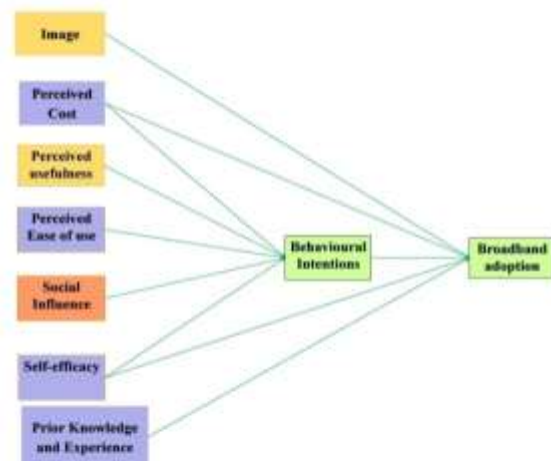 Image
Perceived
Cost
Perceived
usefulness
Perceived
Ease of use
Social
Influence
Self-efficacy
Prior Knowledge
and Experience
Behavioural
Intentions
Broadband
adoption